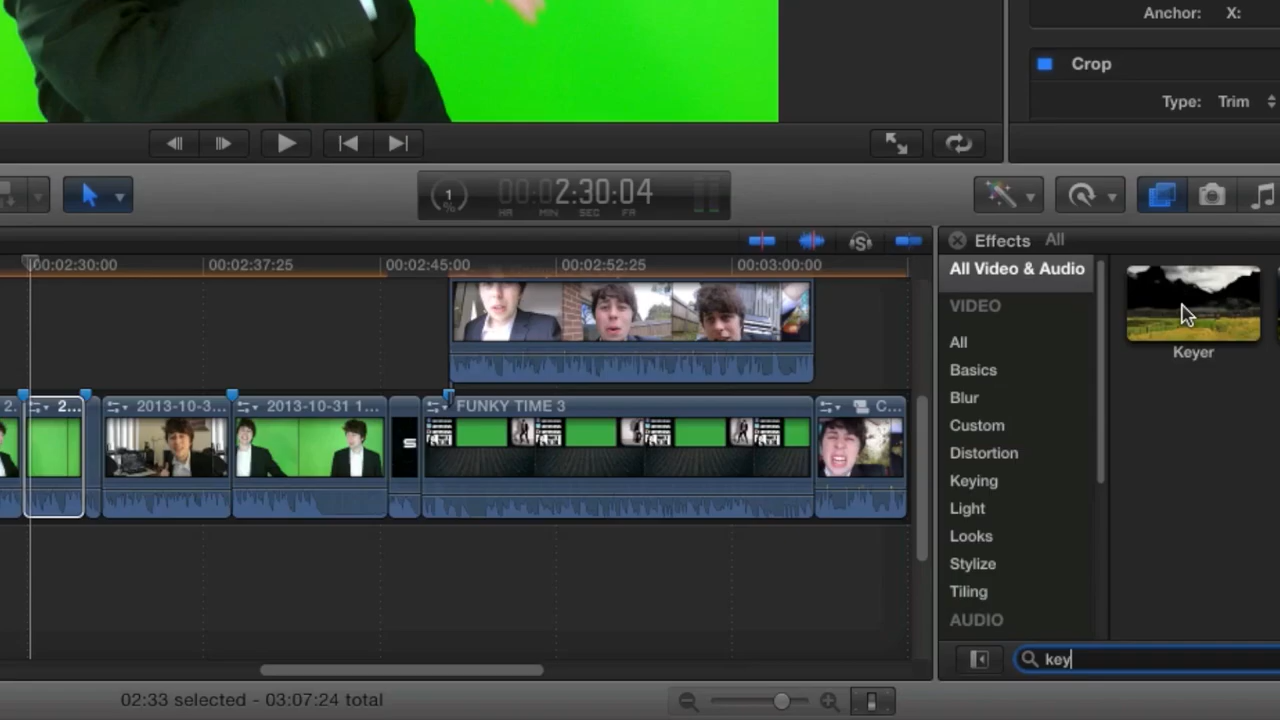 Anchor: X:
Crop
Type: Trim
1
%
00:02:30:04
HR MIN SEC FR
Effects All
00:02:30:00 00:02:37:25 00:02:45:00 00:02:52:25 00:03:00:00
All Video & Audio
VIDEO
Keyer
All
Basics
Blur
Custom
Distortion
Keying
Light
Looks
Stylize
Tiling
AUDIO
2. 2... 2013-10-3... 2013-10-31 1... FUNKY TIME 3 C...
S
key
02:33 selected - 03:07:24 total